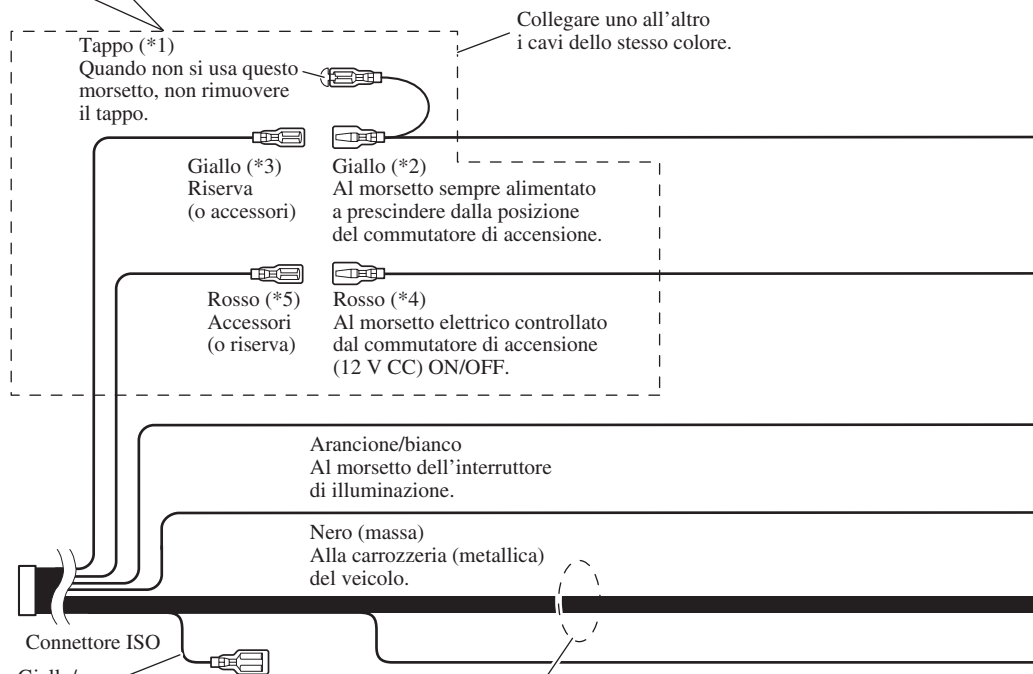 Collegare uno all'altro
i cavi dello stesso colore.
Tappo (*1)
Quando non si usa questo
morsetto, non rimuovere
il tappo.
Giallo (*3)
Riserva
(o accessori)
Giallo (*2)
Al morsetto sempre alimentato
a prescindere dalla posizione
del commutatore di accensione.
Rosso (*5)
Accessori
(o riserva)
Rosso (*4)
Al morsetto elettrico controllato
dal commutatore di accensione
(12 V CC) ON/OFF.
Arancione/bianco
Al morsetto dell'interruttore
di illuminazione.
Nero (massa)
Alla carrozzeria (metallica)
del veicolo.
Connettore ISO